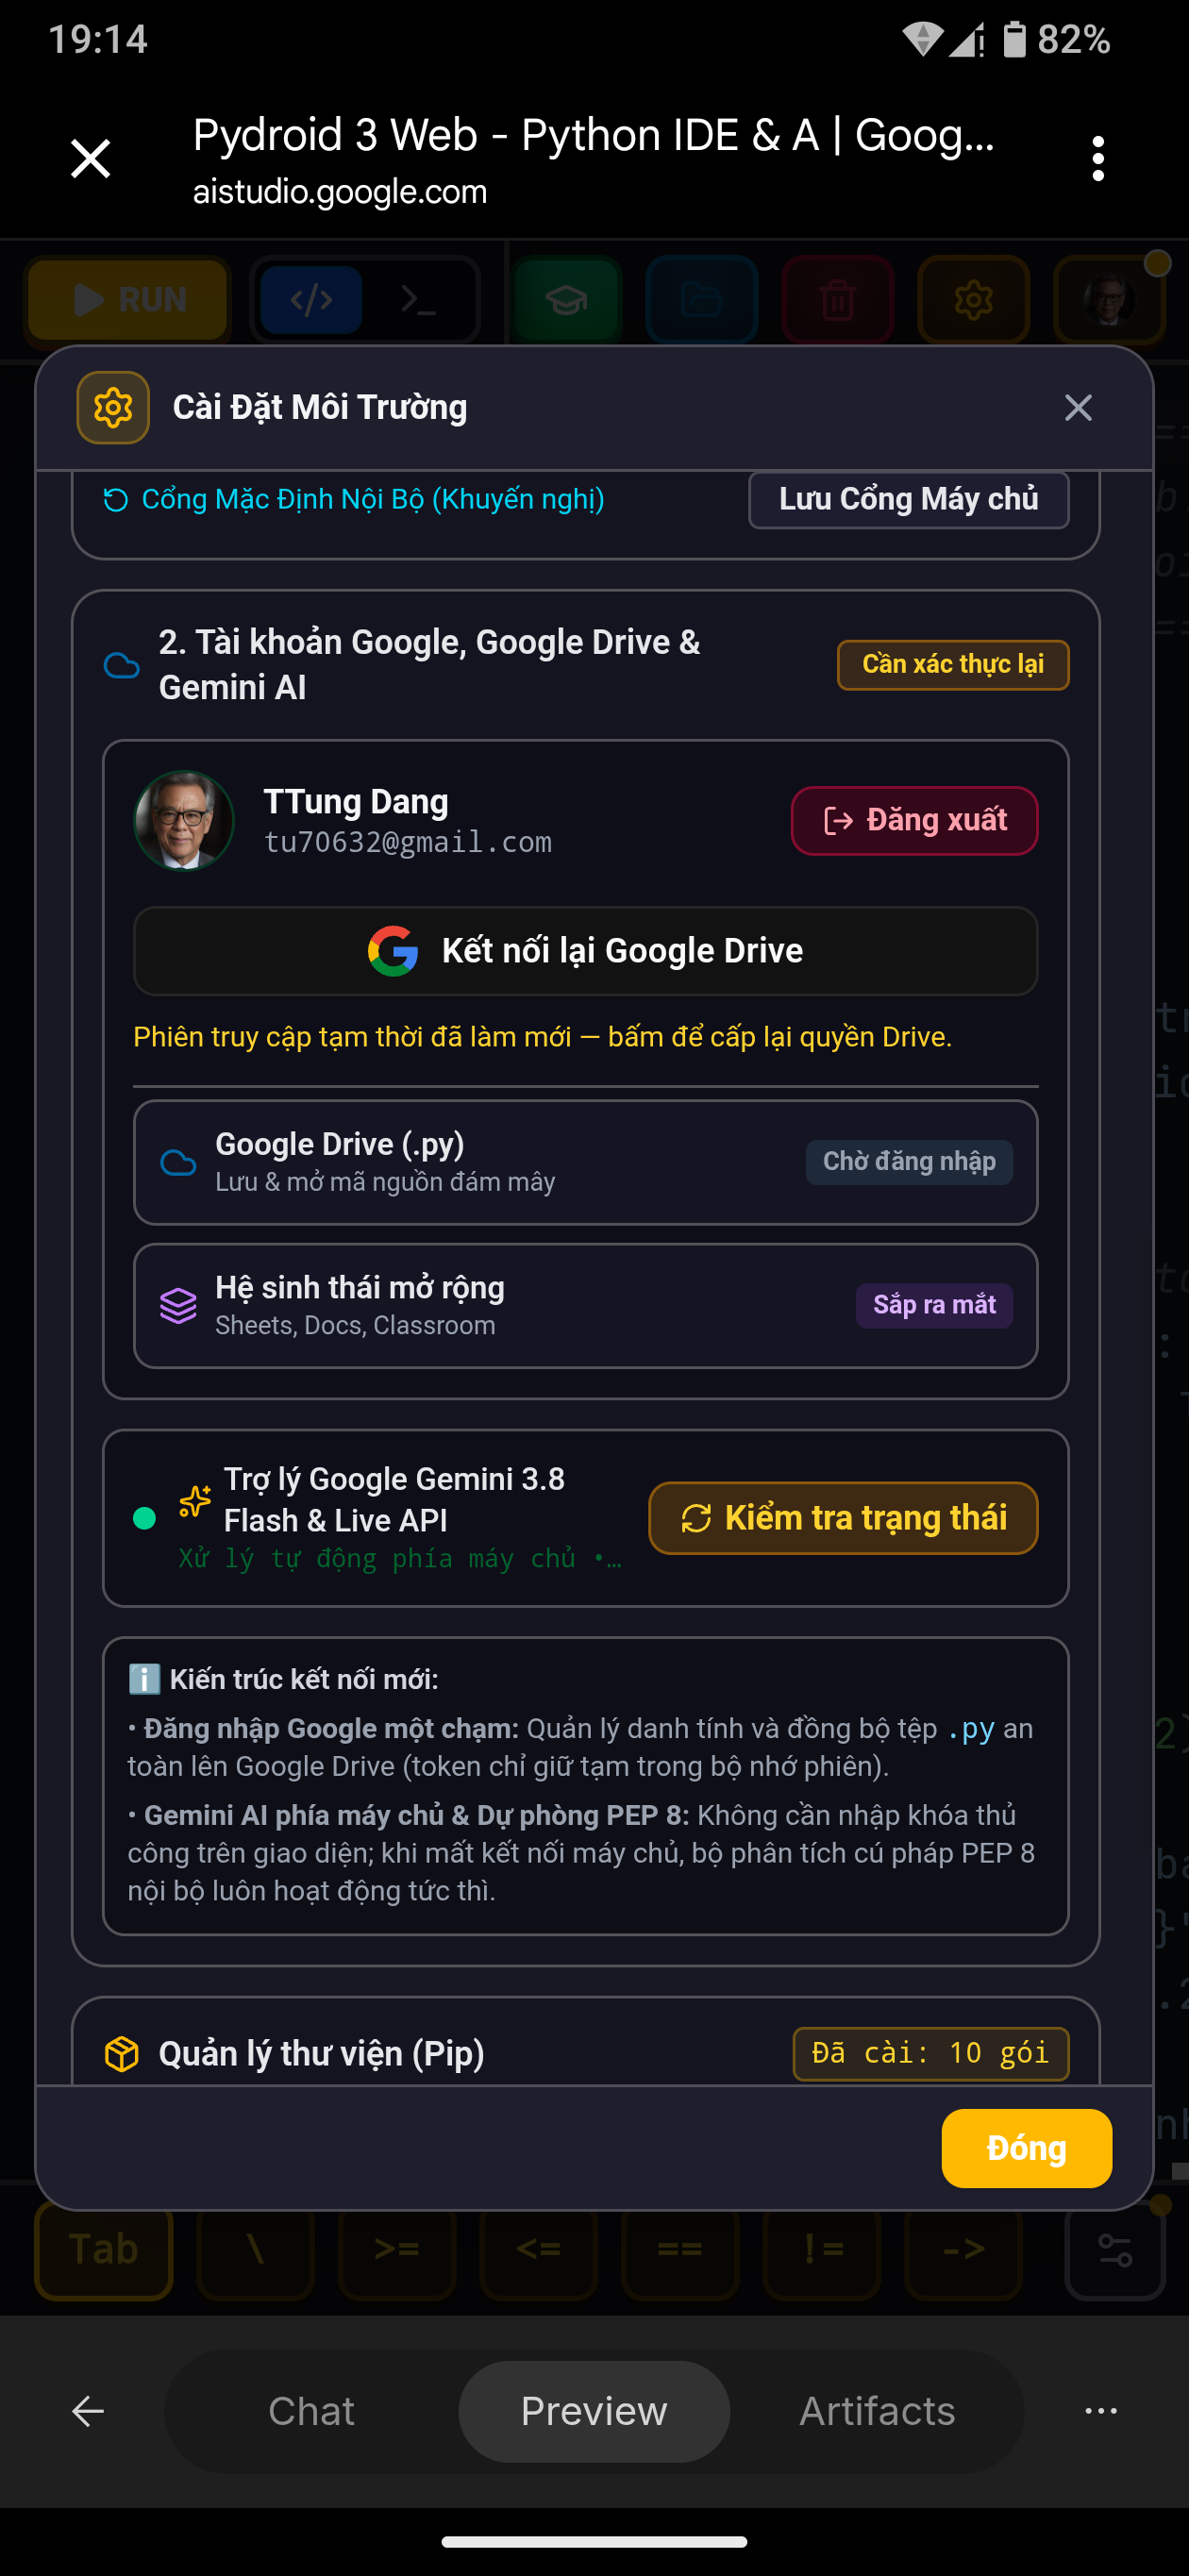 19:14
82%
Pydroid 3 Web - Python IDE & A | Goog...
aistudio.google.com
RUN
Cài Đặt Môi Trường
Cổng Mặc Định Nội Bộ (Khuyến nghị)
Lưu Cổng Máy chủ
2. Tài khoản Google, Google Drive &
Gemini AI
Cần xác thực lại
TTung Dang
tu70632@gmail.com
Đăng xuất
Kết nối lại Google Drive
Phiên truy cập tạm thời đã làm mới — bấm để cấp lại quyền Drive.
Google Drive (.py)
Lưu & mở mã nguồn đám mây
Chờ đăng nhập
Hệ sinh thái mở rộng
Sheets, Docs, Classroom
Sắp ra mắt
Trợ lý Google Gemini 3.8
Flash & Live API
Xử lý tự động phía máy chủ •…
Kiểm tra trạng thái
ℹ️ Kiến trúc kết nối mới:
• Đăng nhập Google một chạm: Quản lý danh tính và đồng bộ tệp .py an
toàn lên Google Drive (token chỉ giữ tạm trong bộ nhớ phiên).
• Gemini AI phía máy chủ & Dự phòng PEP 8: Không cần nhập khóa thủ
công trên giao diện; khi mất kết nối máy chủ, bộ phân tích cú pháp PEP 8
nội bộ luôn hoạt động tức thì.
Quản lý thư viện (Pip)
Đã cài: 10 gói
Đóng
Tab \ >= <= == != ->
Chat
Preview
Artifacts